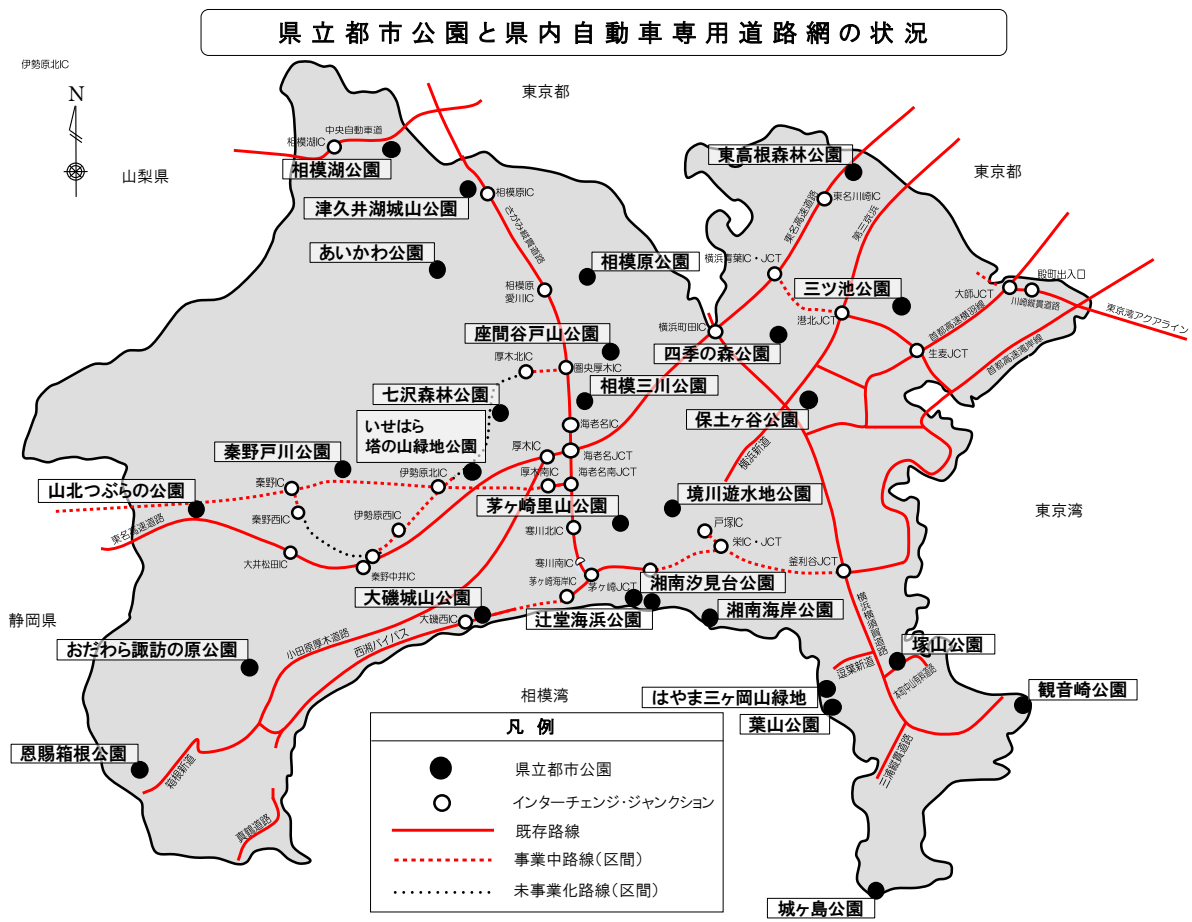 県立都市公園と県内自動車専用道路網の状況
伊勢原北IC
N
東京都
山梨県
中央自動車道
相模湖IC
相模湖公園
東高根森林公園
東京都
津久井湖城山公園
相模原IC
さがみ縦貫道路
東名高速道路
東名川崎IC
第三京浜
あいかわ公園
相模原公園
横浜青葉IC・JCT
三ツ池公園
殿町出入口
大師JCT
川崎縦貫道路
東京湾アクアライン
相模原
愛川IC
首都高速横羽線
首都高速湾岸線
座間谷戸山公園
横浜町田IC
港北JCT
四季の森公園
生麦JCT
厚木北IC
圏央厚木IC
七沢森林公園
相模三川公園
保土ヶ谷公園
いせはら
塔の山緑地公園
海老名IC
秦野戸川公園
厚木IC
海老名JCT
横浜新道
厚木南IC
海老名南JCT
伊勢原北IC
山北つぶらの公園
秦野IC
茅ヶ崎里山公園
境川遊水地公園
東京湾
秦野西IC
伊勢原西IC
東名高速道路
寒川北IC
戸塚IC
栄IC・JCT
大井松田IC
秦野中井IC
寒川南IC
釜利谷JCT
茅ヶ崎海岸IC
茅ヶ崎JCT
湘南汐見台公園
大磯城山公園
辻堂海浜公園
湘南海岸公園
静岡県
大磯西IC
横浜横須賀道路
小田原厚木道路
西湘バイパス
塚山公園
おだわら諏訪の原公園
逗葉新道
本町中山有料道路
相模湾
はやま三ヶ岡山緑地
観音崎公園
葉山公園
恩賜箱根公園
箱根新道
三浦縦貫道路
真鶴道路
城ヶ島公園
凡例
県立都市公園
インターチェンジ・ジャンクション
既存路線
事業中路線(区間)
未事業化路線(区間)